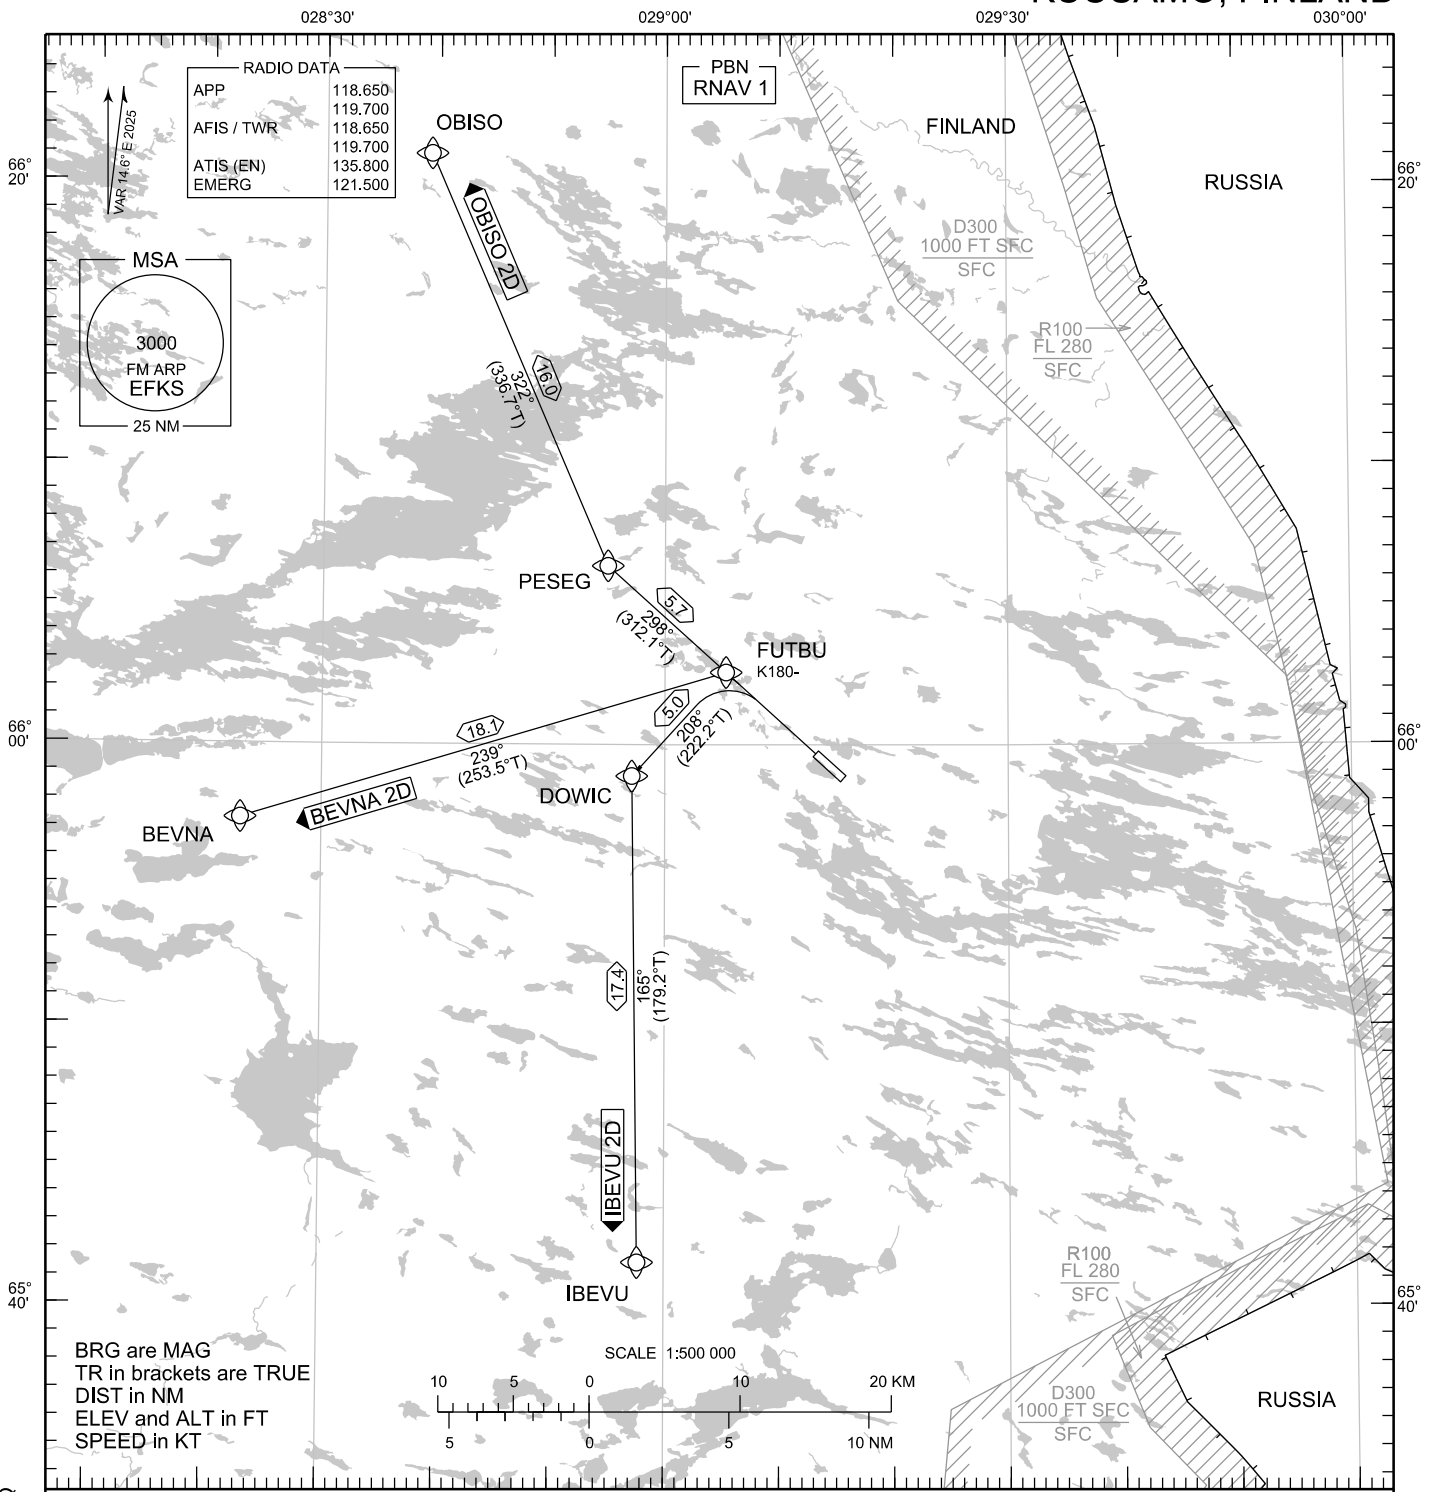 KUUSAMO, FINLAND
028°30'
029°00'
029°30'
030°00'
RADIO DATA
APP 118.650
119.700
AFIS / TWR 118.650
119.700
ATIS (EN) 135.800
EMERG 121.500
PBN
RNAV 1
VAR 14.6° E 2025
OBISO
FINLAND
RUSSIA
66°
20'
66°
20'
OBISO 2D
D300
1000 FT SFC
SFC
MSA
3000
FM ARP
EFKS
25 NM
R100
FL 280
SFC
16.0
322°
(336.7°T)
PESEG
5.7
298°
(312.1°T)
FUTBU
K180-
5.0
208°
(222.2°T)
18.1
239°
(253.5°T)
66°
00'
66°
00'
BEVNA 2D
DOWIC
BEVNA
17.4
165°
(179.2°T)
IBEVU 2D
IBEVU
R100
FL 280
SFC
65°
40'
65°
40'
BRG are MAG
TR in brackets are TRUE
DIST in NM
ELEV and ALT in FT
SPEED in KT
SCALE 1:500 000
10 5 0 10 20 KM
5 0 5 10 NM
D300
1000 FT SFC
SFC
RUSSIA